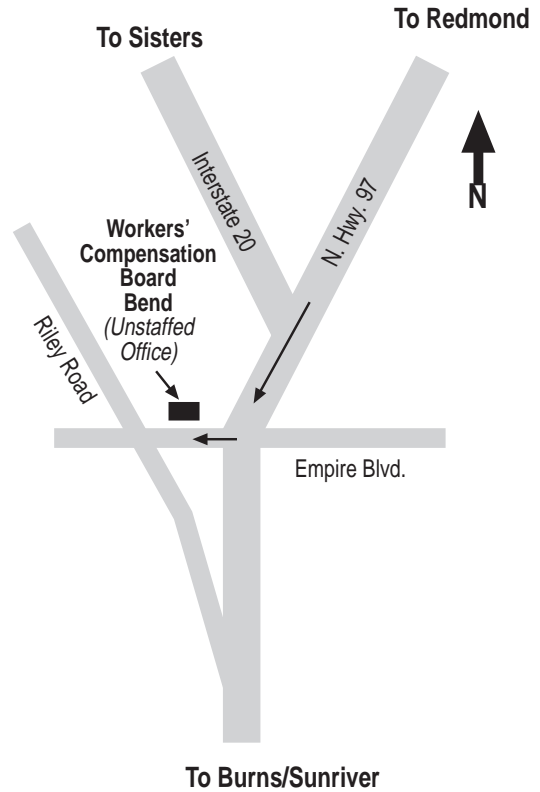 To Redmond
To Sisters
Interstate 20
N. Hwy. 97
N
Workers’
Compensation
Board
Bend
(Unstaffed
Office)
Riley Road
Empire Blvd.
To Burns/Sunriver